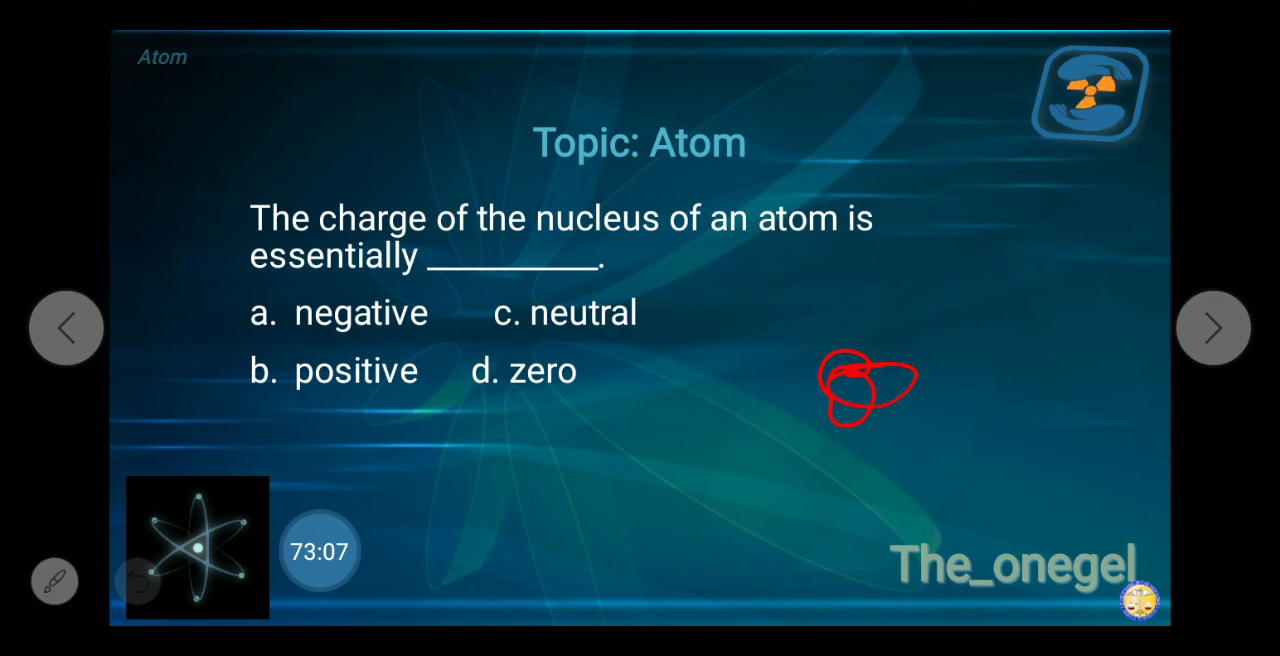 Atom
Topic: Atom
The charge of the nucleus of an atom is
essentially __________.
a. negative c. neutral
b. positive d. zero
73:07
The_onegel